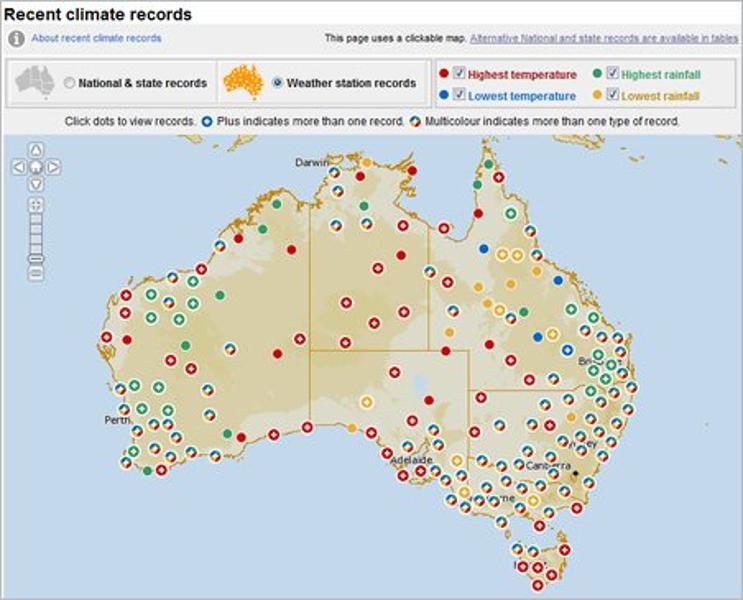 Recent climate records
About recent climate records
This page uses a clickable map. Alternative National and state records are available in tables
National & state records
Weather station records
Highest temperature
Highest rainfall
Lowest temperature
Lowest rainfall
Click dots to view records. Plus indicates more than one record. Multicolour indicates more than one type of record.
Darwin
Perth
Adelaide
Canberra